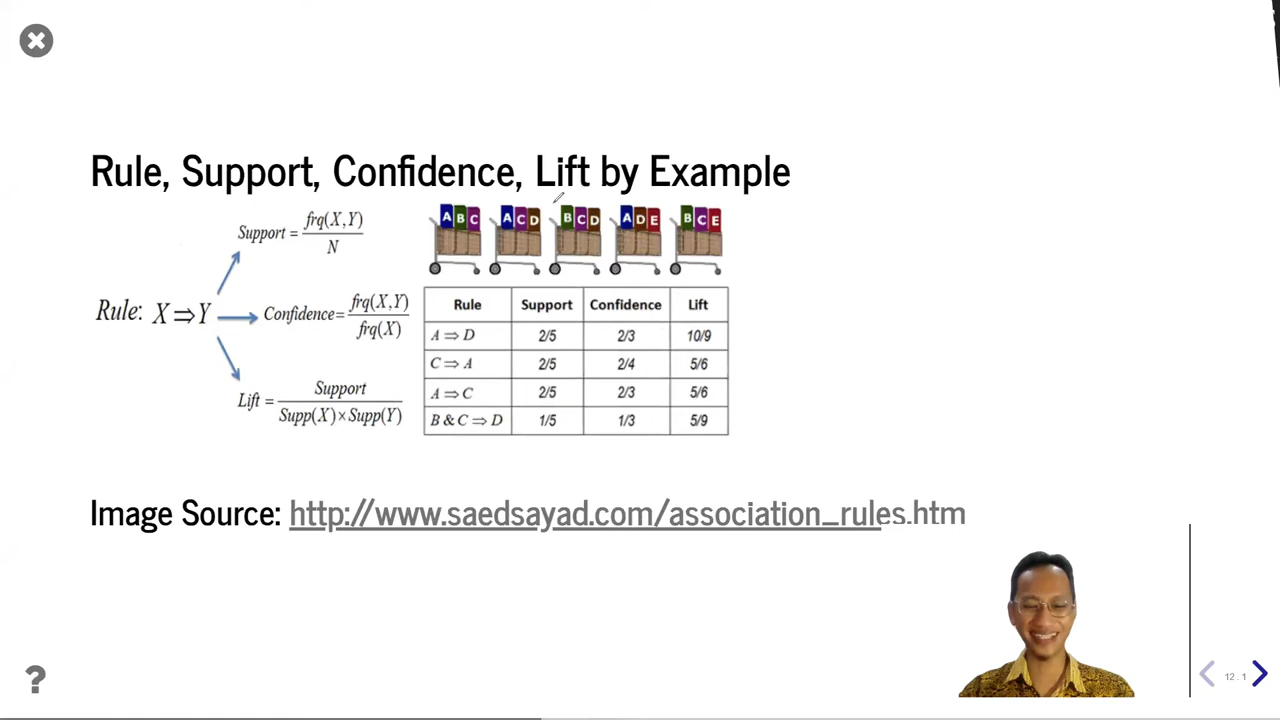 Rule, Support, Confidence, Lift by Example
A B C A C D B C D A D E B C E
Support = frq(X,Y) / N
Rule: X ⇒ Y
Confidence = frq(X,Y) / frq(X)
Lift = Support / Supp(X)×Supp(Y)
Rule Support Confidence Lift
A ⇒ D 2/5 2/3 10/9
C ⇒ A 2/5 2/4 5/6
A ⇒ C 2/5 2/3 5/6
B & C ⇒ D 1/5 1/3 5/9
Image Source: http://www.saedsayad.com/association_rules.htm
?
12.1